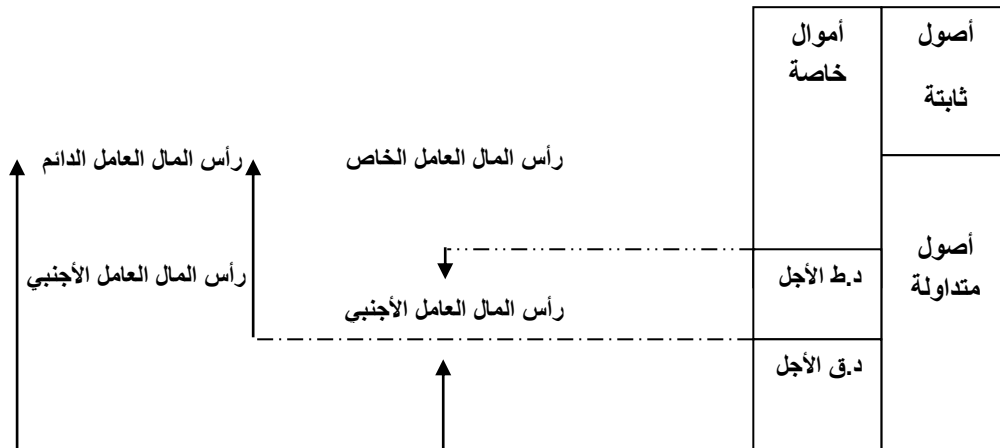 أصول
ثابتة
أموال
خاصة
رأس المال العامل الخاص
رأس المال العامل الدائم
أصول
متداولة
د.ط الأجل
رأس المال العامل الأجنبي
رأس المال العامل الأجنبي
د.ق الأجل